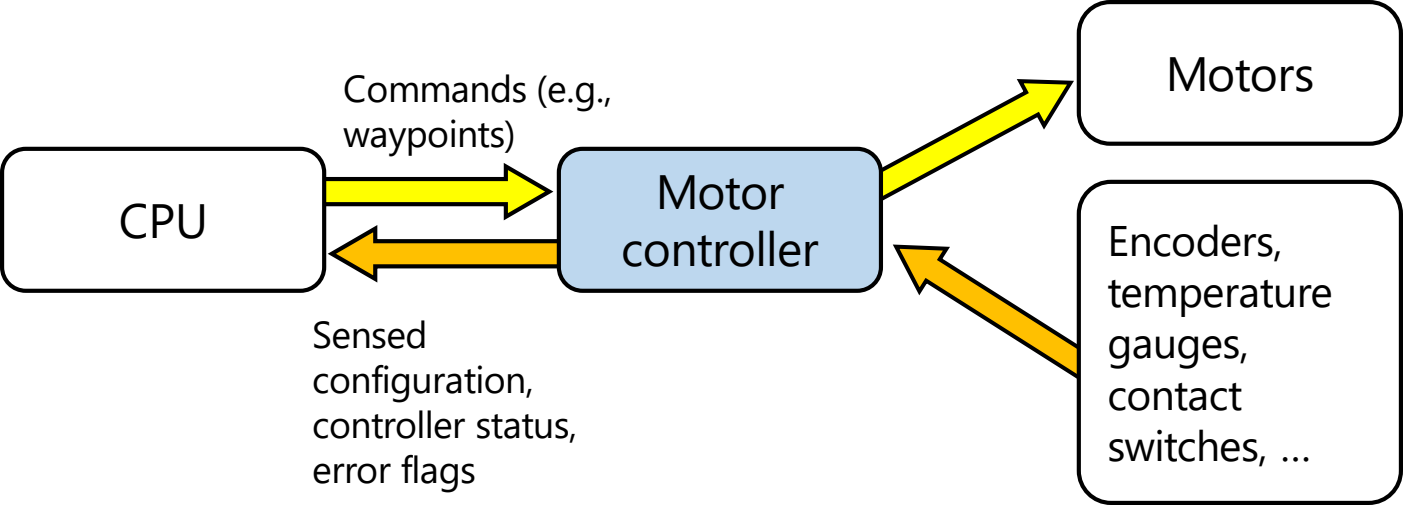 Commands (e.g.,
waypoints)
CPU
Motor
controller
Motors
Sensed
configuration,
controller status,
error flags
Encoders,
temperature
gauges,
contact
switches, ...